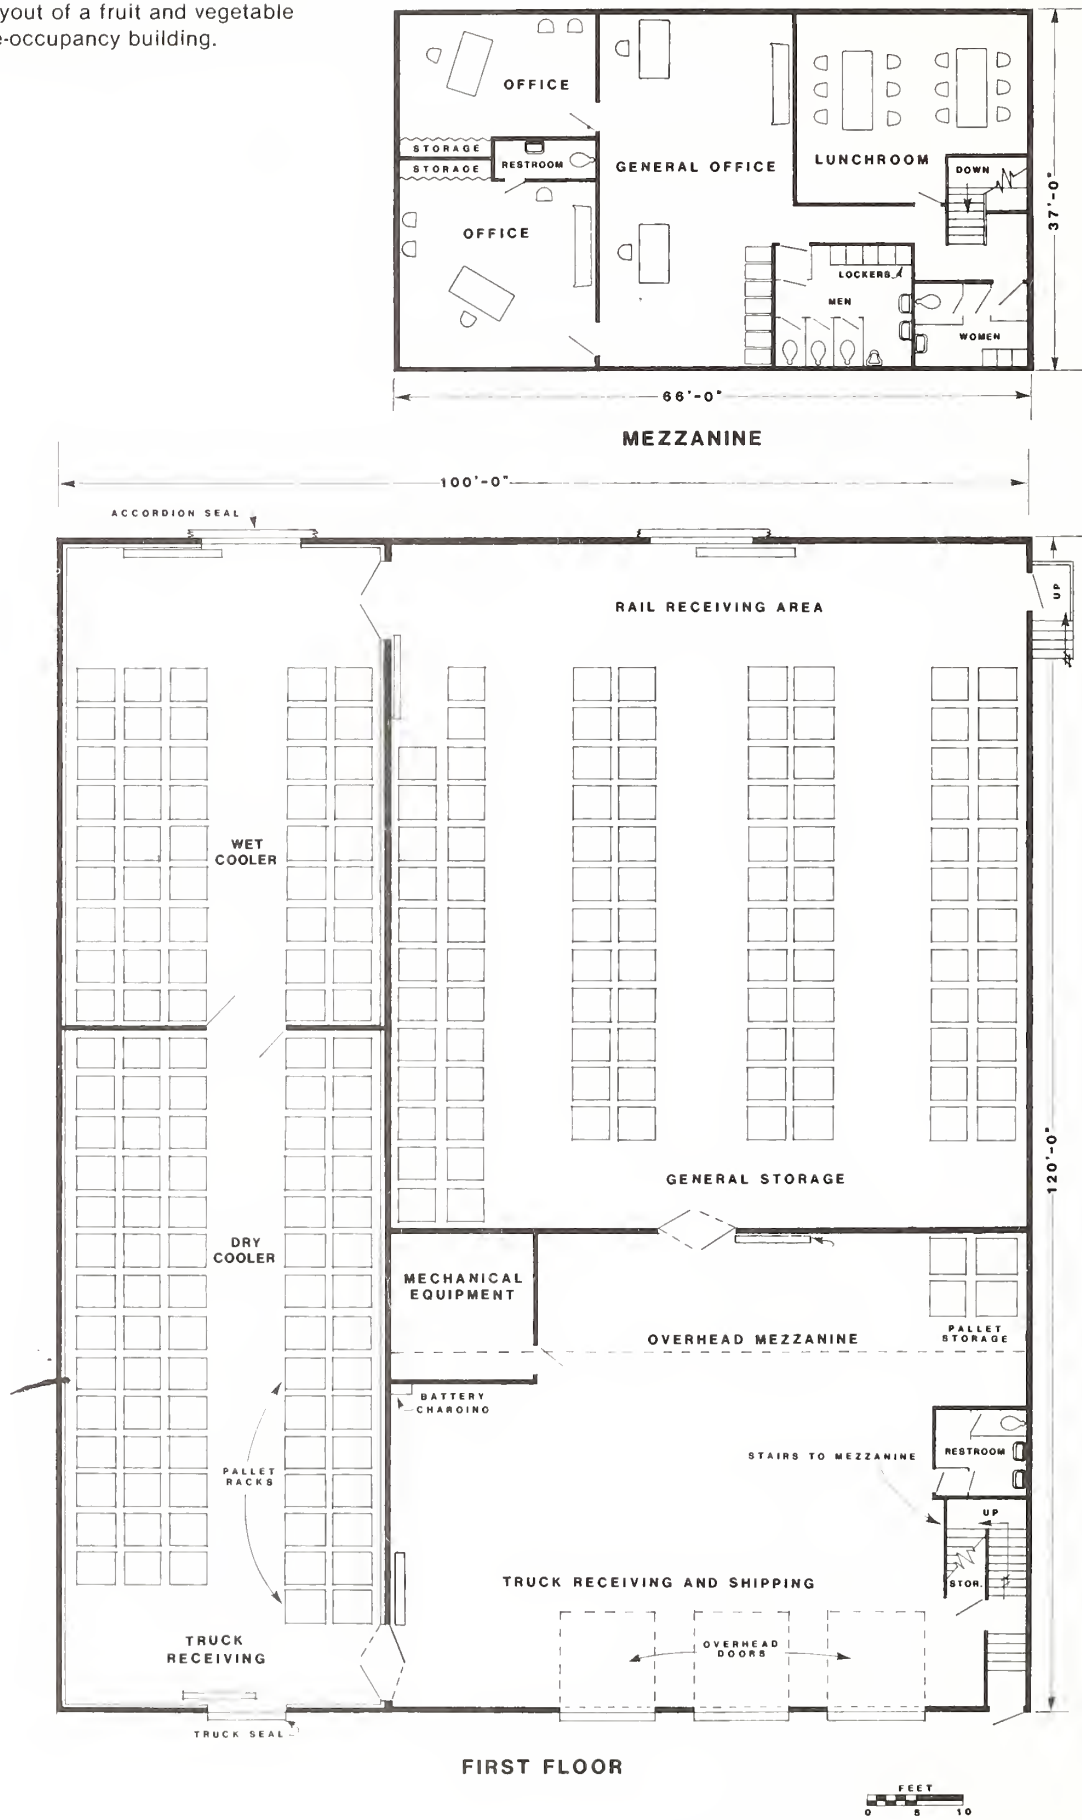 yout of a fruit and vegetable
e-occupancy building.
OFFICE
STORAGE
STORAGE
RESTROOM
GENERAL OFFICE
LUNCHROOM
DOWN
OFFICE
LOCKERS
MEN
WOMEN
37'-0"
66'-0"
MEZZANINE
100'-0"
ACCORDION SEAL
RAIL RECEIVING AREA
UP
WET
COOLER
GENERAL STORAGE
120'-0"
DRY
COOLER
MECHANICAL
EQUIPMENT
OVERHEAD MEZZANINE
PALLET
STORAGE
BATTERY
CHARGING
PALLET
RACKS
STAIRS TO MEZZANINE
RESTROOM
UP
STOR.
TRUCK RECEIVING AND SHIPPING
OVERHEAD
DOORS
TRUCK
RECEIVING
TRUCK SEAL
FIRST FLOOR
FEET
0 5 10